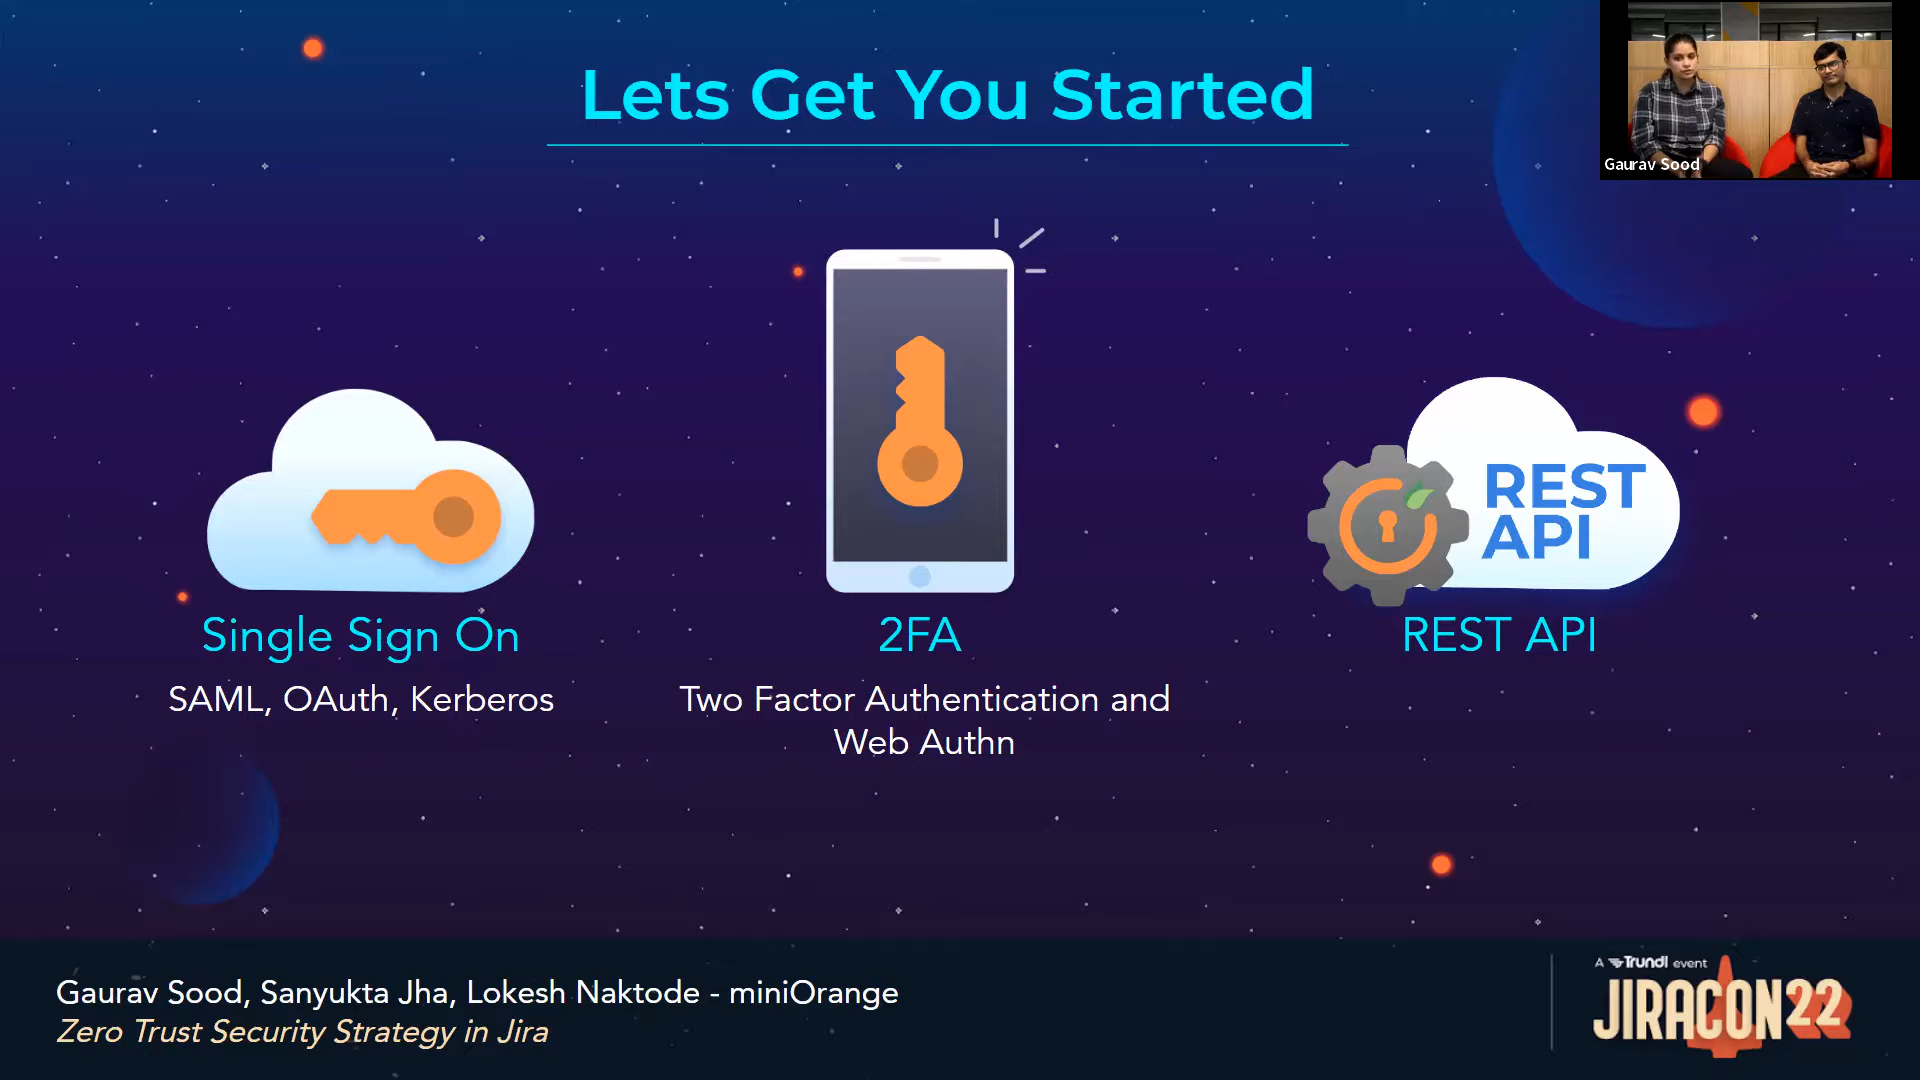 Lets Get You Started
Gaurav Sood
REST
API
Single Sign On
SAML, OAuth, Kerberos
2FA
Two Factor Authentication and
Web Authn
REST API
Gaurav Sood, Sanyukta Jha, Lokesh Naktode - miniOrange
Zero Trust Security Strategy in Jira
A Trundl event
JIRACON22